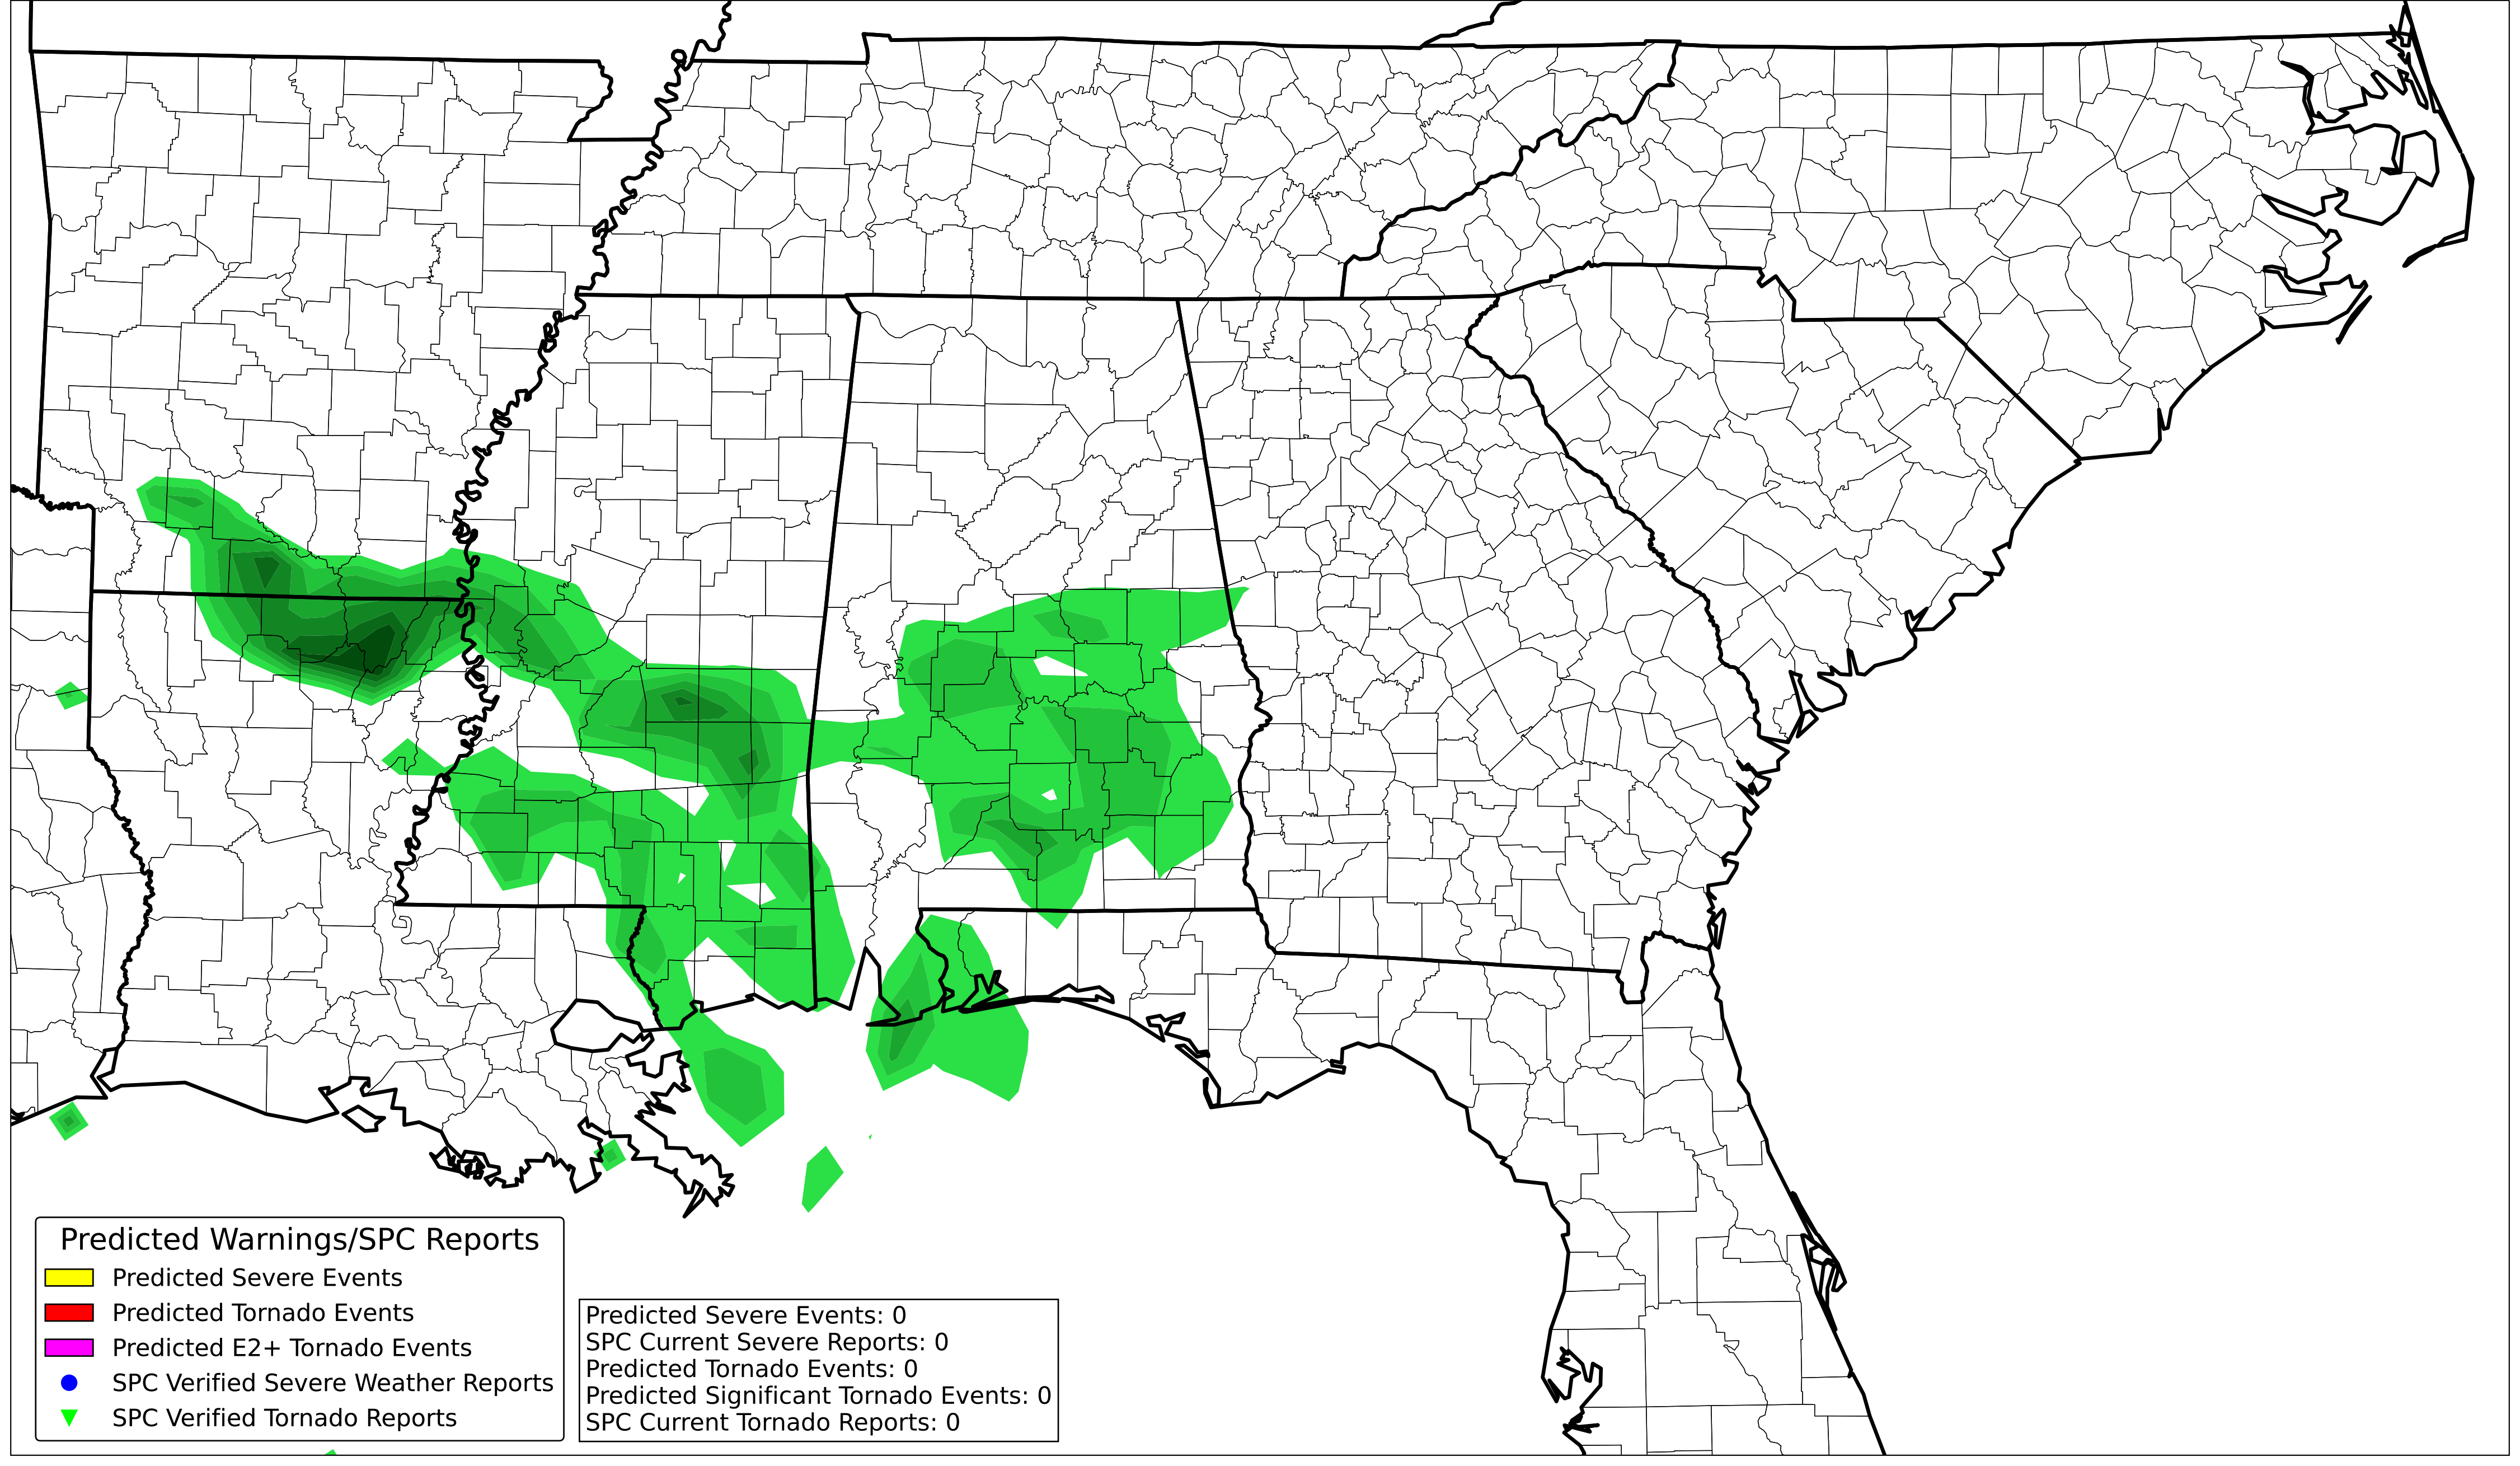 Predicted Warnings/SPC Reports
Predicted Severe Events
Predicted Tornado Events
Predicted E2+ Tornado Events
SPC Verified Severe Weather Reports
SPC Verified Tornado Reports
Predicted Severe Events: 0
SPC Current Severe Reports: 0
Predicted Tornado Events: 0
Predicted Significant Tornado Events: 0
SPC Current Tornado Reports: 0